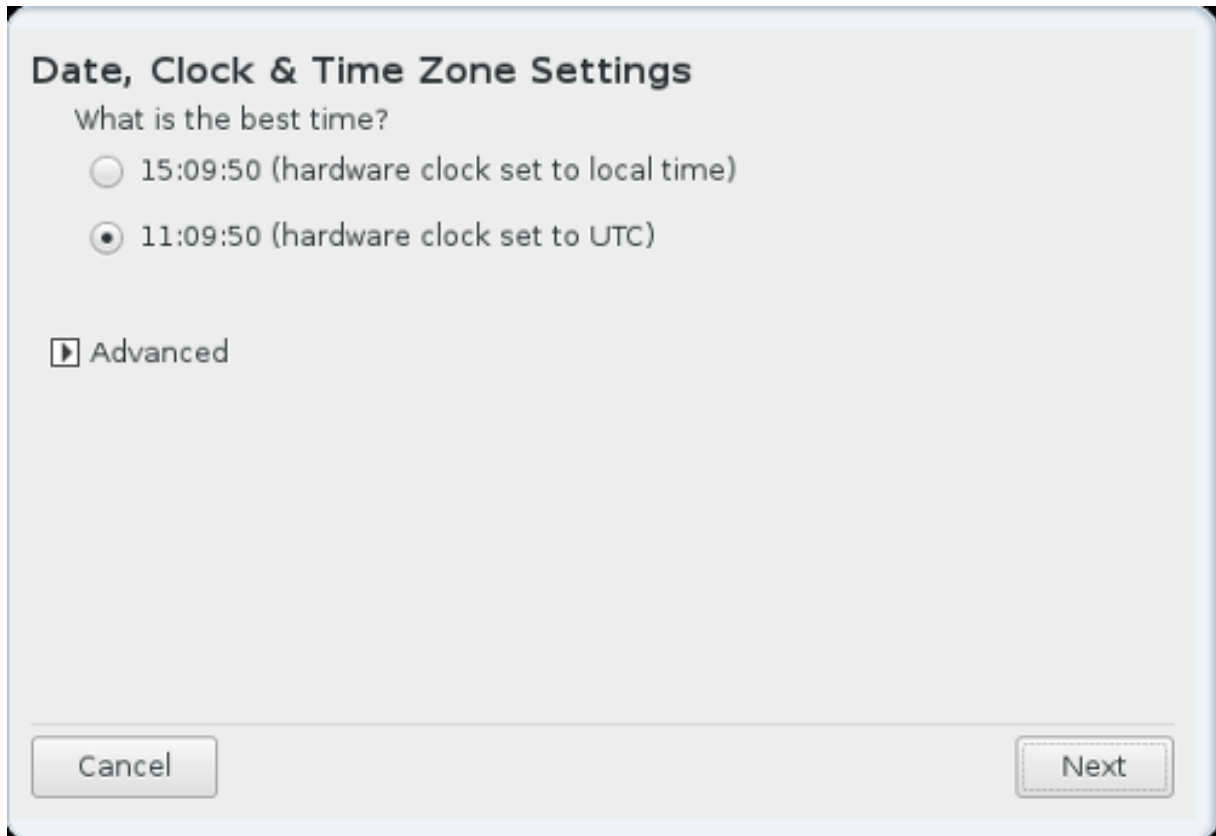 Date, Clock & Time Zone Settings
What is the best time?
15:09:50 (hardware clock set to local time)
11:09:50 (hardware clock set to UTC)
Advanced
Cancel
Next